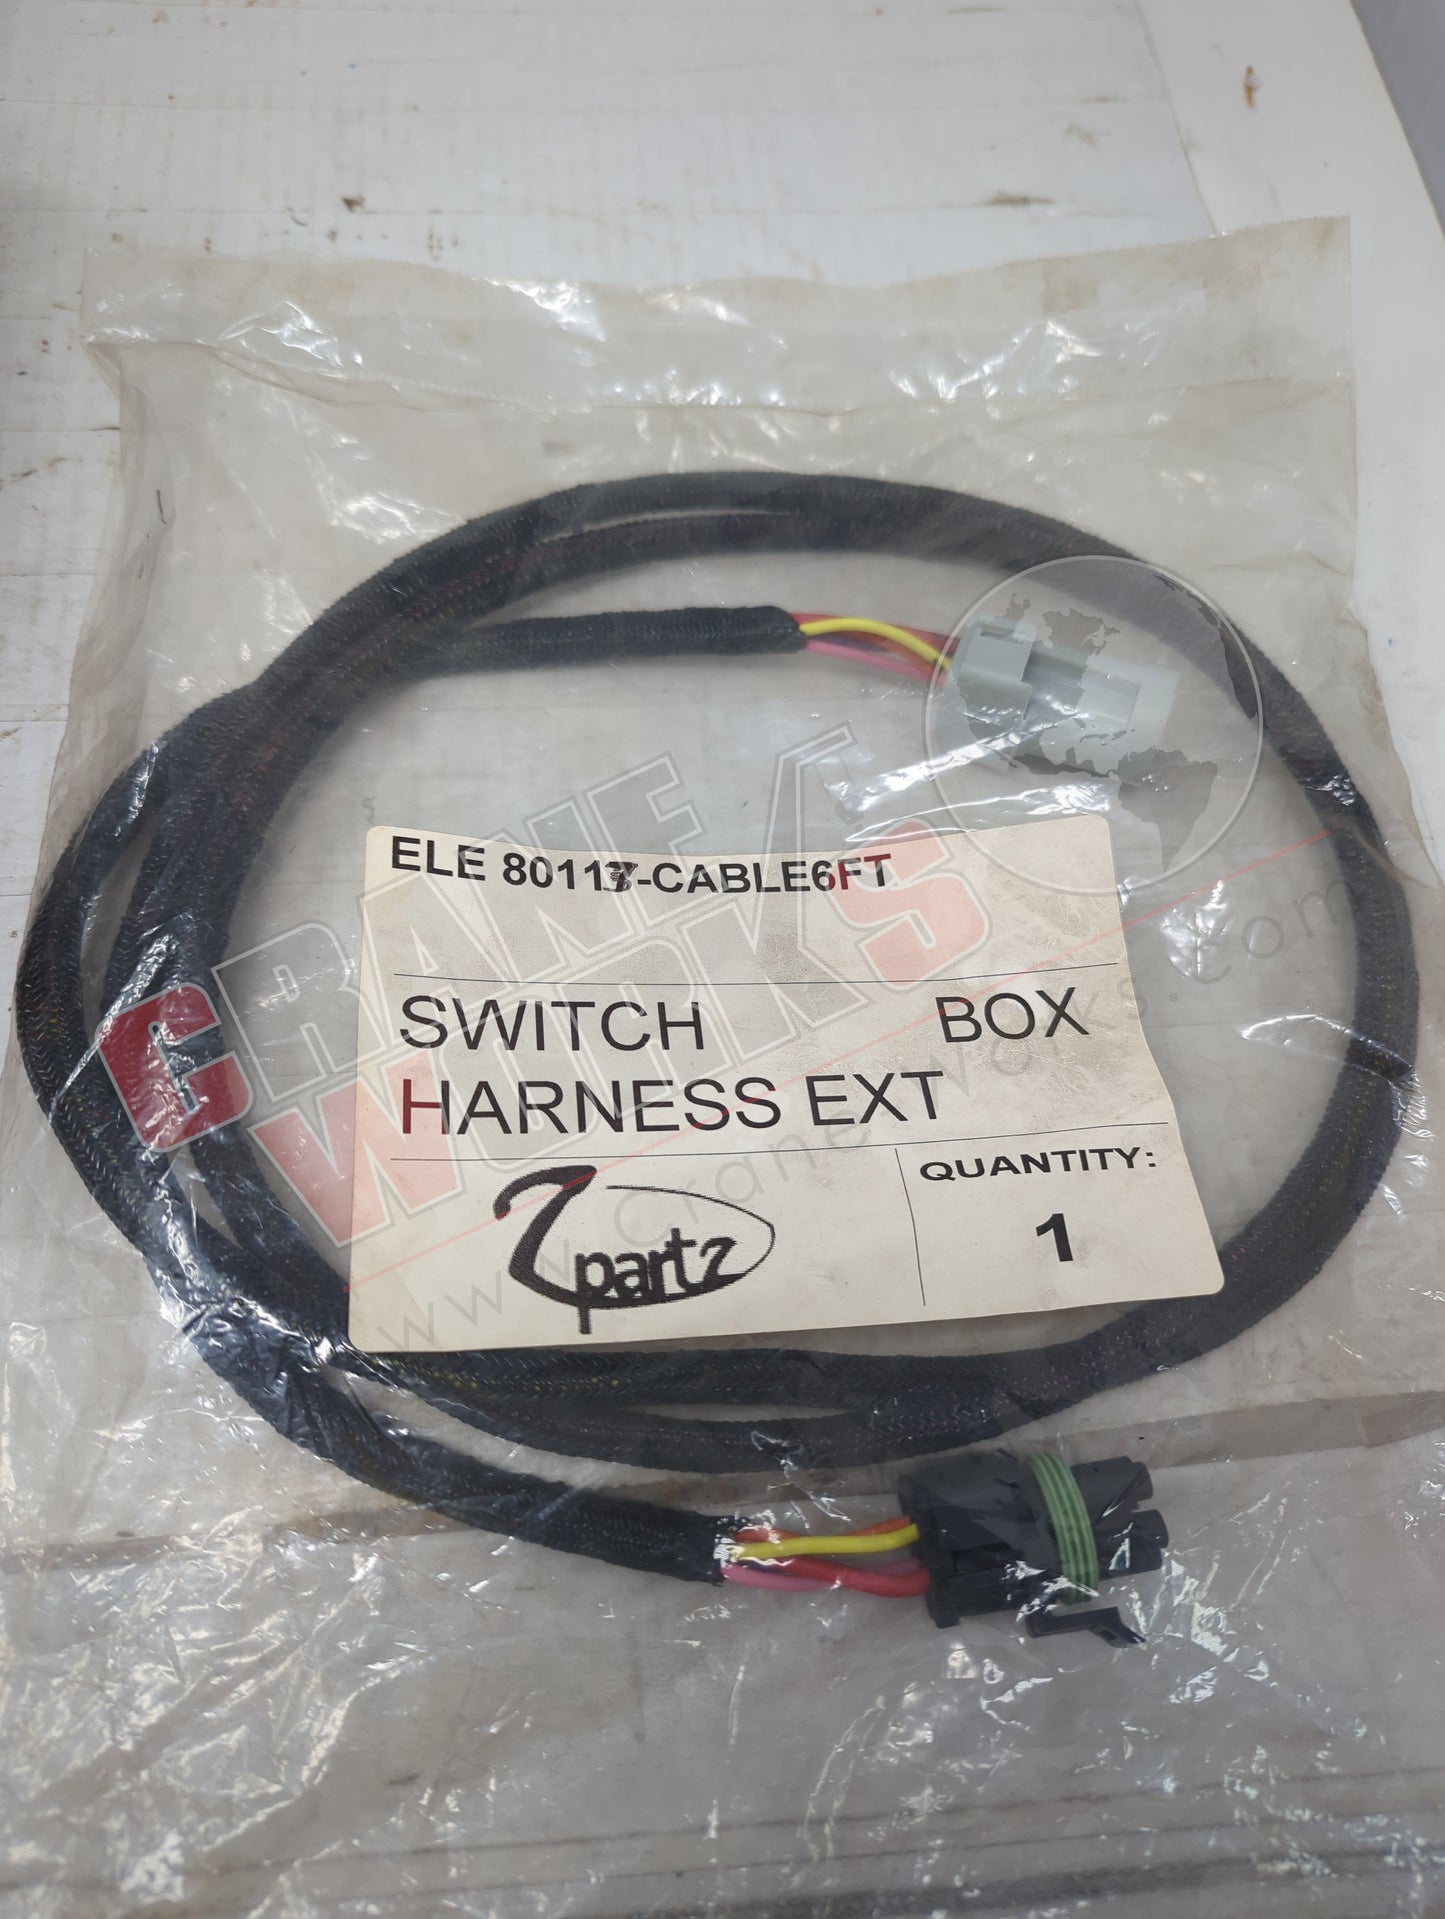 ELE 80117-CABLE6FT
SWITCH BOX
HARNESS EXT
Zpartz
QUANTITY:
1
CRANE
WORKS
www.craneworks.com